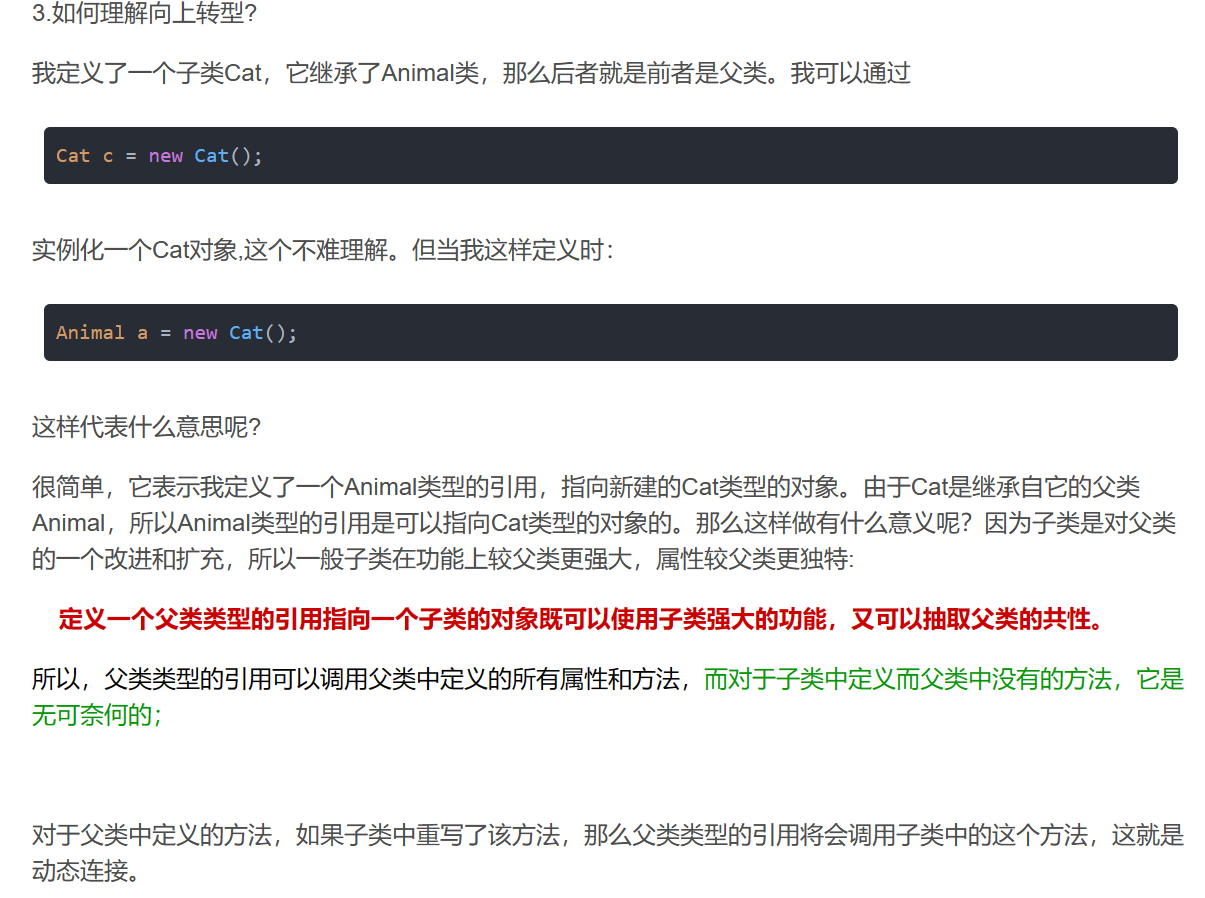 3.如何理解向上转型?
我定义了一个子类Cat，它继承了Animal类，那么后者就是前者是父类。我可以通过
Cat c = new Cat();
实例化一个Cat对象,这个不难理解。但当我这样定义时：
Animal a = new Cat();
这样代表什么意思呢?
很简单，它表示我定义了一个Animal类型的引用，指向新建的Cat类型的对象。由于Cat是继承自它的父类
Animal，所以Animal类型的引用是可以指向Cat类型的对象的。那么这样做有什么意义呢？因为子类是对父类
的一个改进和扩充，所以一般子类在功能上较父类更强大，属性较父类更独特:
定义一个父类类型的引用指向一个子类的对象既可以使用子类强大的功能，又可以抽取父类的共性。
所以，父类类型的引用可以调用父类中定义的所有属性和方法，而对于子类中定义而父类中没有的方法，它是
无可奈何的；
对于父类中定义的方法，如果子类中重写了该方法，那么父类类型的引用将会调用子类中的这个方法，这就是
动态连接。